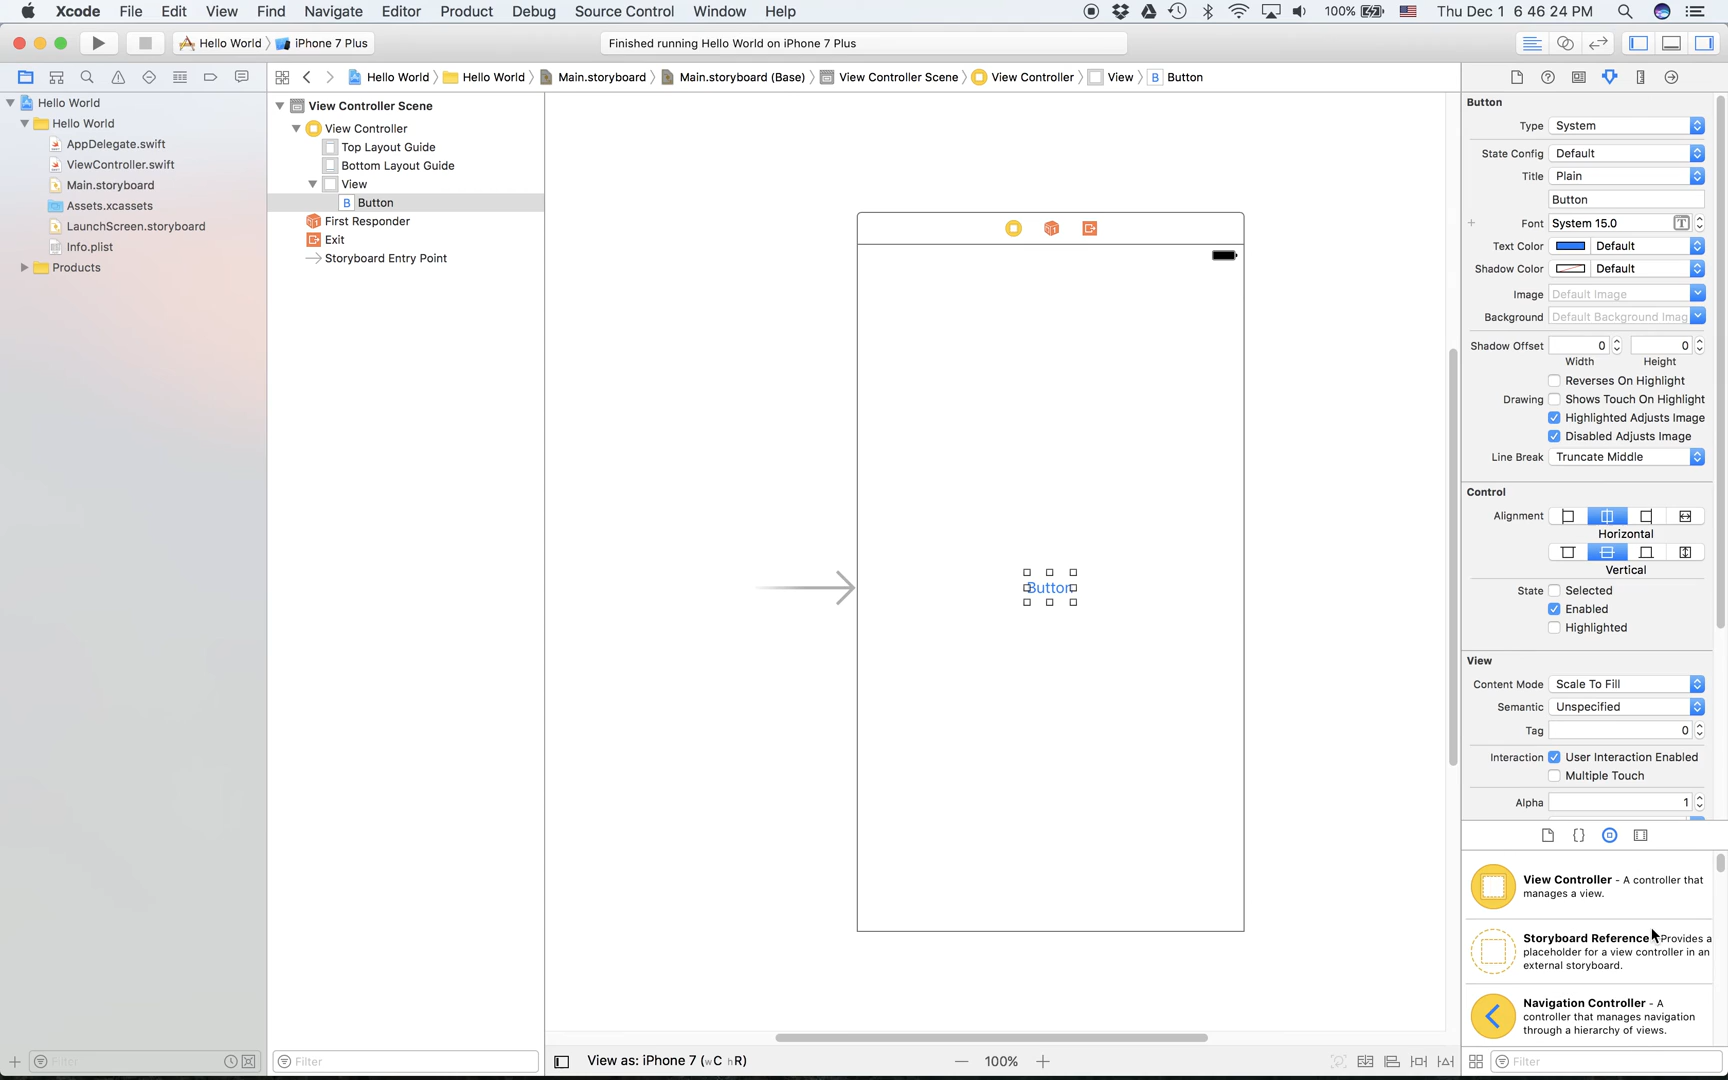 Xcode File Edit View Find Navigate Editor Product Debug Source Control Window Help 100% Thu Dec 1 6 46 24 PM
Hello World iPhone 7 Plus Finished running Hello World on iPhone 7 Plus
Hello World Hello World Main.storyboard Main.storyboard (Base) View Controller Scene View Controller View B Button
Hello World
Hello World
AppDelegate.swift
ViewController.swift
Main.storyboard
Assets.xcassets
LaunchScreen.storyboard
Info.plist
Products
Filter
View Controller Scene
View Controller
Top Layout Guide
Bottom Layout Guide
View
B Button
First Responder
Exit
Storyboard Entry Point
Filter
Button
View as: iPhone 7 (wC hR) — 100% +
Button
Type System
State Config Default
Title Plain
Button
+ Font System 15.0 T
Text Color Default
Shadow Color Default
Image Default Image
Background Default Background Imag
Shadow Offset 0 0
Width Height
Reverses On Highlight
Drawing Shows Touch On Highlight
Highlighted Adjusts Image
Disabled Adjusts Image
Line Break Truncate Middle
Control
Alignment
Horizontal
Vertical
State Selected
Enabled
Highlighted
View
Content Mode Scale To Fill
Semantic Unspecified
Tag 0
Interaction User Interaction Enabled
Multiple Touch
Alpha 1
{}
View Controller - A controller that
manages a view.
Storyboard Reference - Provides a
placeholder for a view controller in an
external storyboard.
Navigation Controller - A
controller that manages navigation
through a hierarchy of views.
Filter